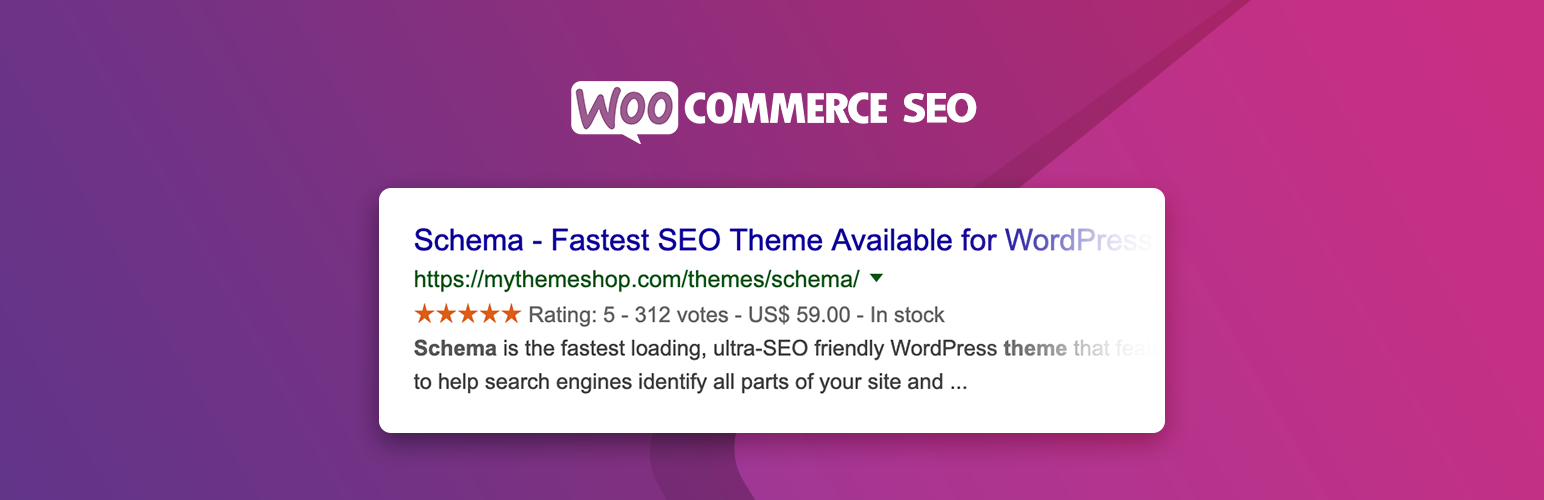 WOO COMMERCE SEO
Schema - Fastest SEO Theme Available for WordPress
https://mythemeshop.com/themes/schema/
Rating: 5 - 312 votes - US$ 59.00 - In stock
Schema is the fastest loading, ultra-SEO friendly WordPress theme that
to help search engines identify all parts of your site and ...